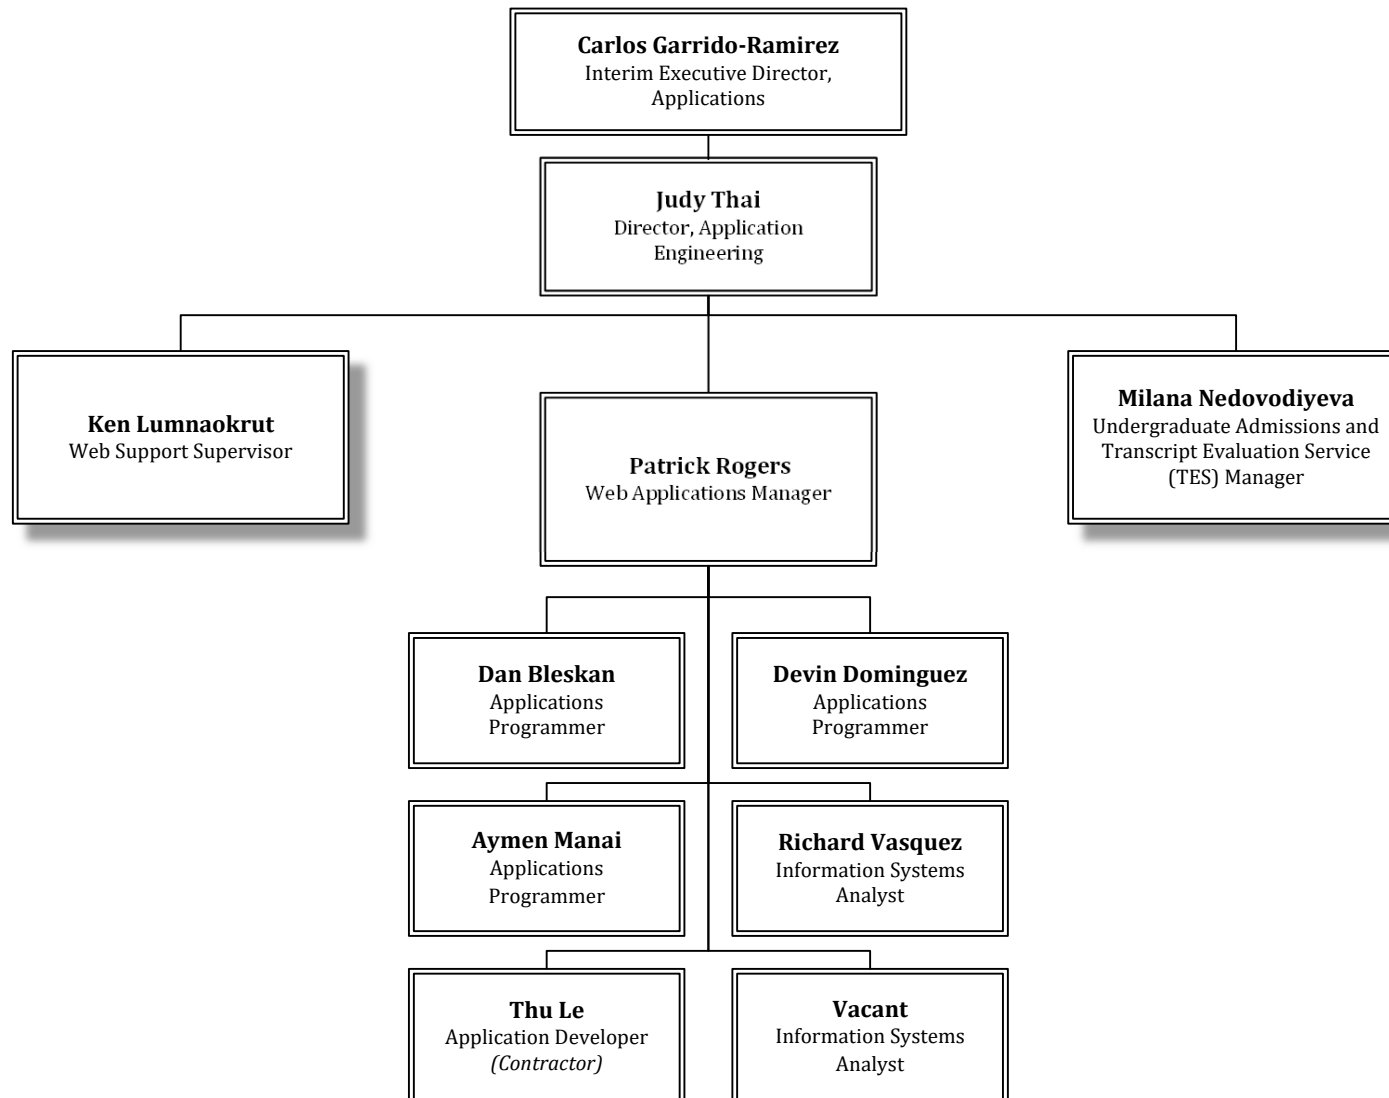 Carlos Garrido-Ramirez
Interim Executive Director,
Applications
Judy Thai
Director, Application
Engineering
Ken Lumnaokrut
Web Support Supervisor
Patrick Rogers
Web Applications Manager
Milana Nedovodiyeva
Undergraduate Admissions and
Transcript Evaluation Service
(TES) Manager
Dan Bleskan
Applications
Programmer
Devin Dominguez
Applications
Programmer
Aymen Manai
Applications
Programmer
Richard Vasquez
Information Systems
Analyst
Thu Le
Application Developer
(Contractor)
Vacant
Information Systems
Analyst